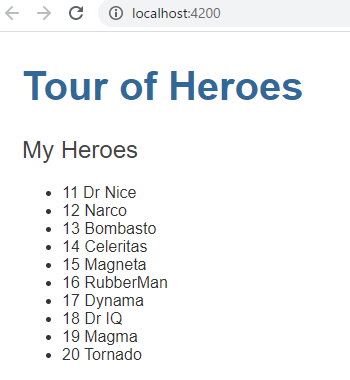 localhost:4200
Tour of Heroes
My Heroes
11 Dr Nice
12 Narco
13 Bombasto
14 Celeritas
15 Magneta
16 RubberMan
17 Dynama
18 Dr IQ
19 Magma
20 Tornado